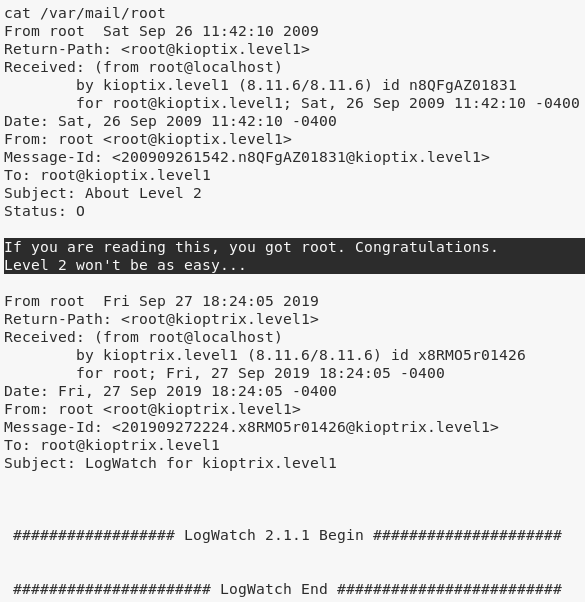 cat /var/mail/root
From root  Sat Sep 26 11:42:10 2009
Return-Path: <root@kioptix.level1>
Received: (from root@localhost)
        by kioptix.level1 (8.11.6/8.11.6) id n8QFgAZ01831
        for root@kioptix.level1; Sat, 26 Sep 2009 11:42:10 -0400
Date: Sat, 26 Sep 2009 11:42:10 -0400
From: root <root@kioptix.level1>
Message-Id: <200909261542.n8QFgAZ01831@kioptix.level1>
To: root@kioptix.level1
Subject: About Level 2
Status: O
If you are reading this, you got root. Congratulations.
Level 2 won't be as easy...
From root  Fri Sep 27 18:24:05 2019
Return-Path: <root@kioptrix.level1>
Received: (from root@localhost)
        by kioptrix.level1 (8.11.6/8.11.6) id x8RMO5r01426
        for root; Fri, 27 Sep 2019 18:24:05 -0400
Date: Fri, 27 Sep 2019 18:24:05 -0400
From: root <root@kioptrix.level1>
Message-Id: <201909272224.x8RMO5r01426@kioptrix.level1>
To: root@kioptrix.level1
Subject: LogWatch for kioptrix.level1
################## LogWatch 2.1.1 Begin #####################
###################### LogWatch End #########################